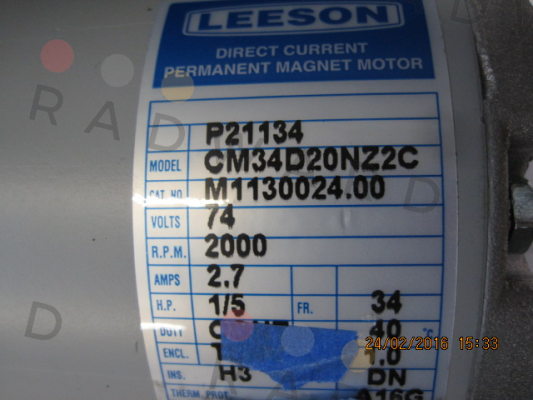 LEESON
DIRECT CURRENT
PERMANENT MAGNET MOTOR
P21134
MODEL CM34D20NZ2C
CAT. NO. M1130024.00
VOLTS 74
R.P.M. 2000
AMPS 2.7
H.P. 1/5 FR. 34
DUTY 40 °C
24/02/2016 15:33
ENCL. 1.0
INS. H3 DN
THERM. PROT. A16G
RADWARD